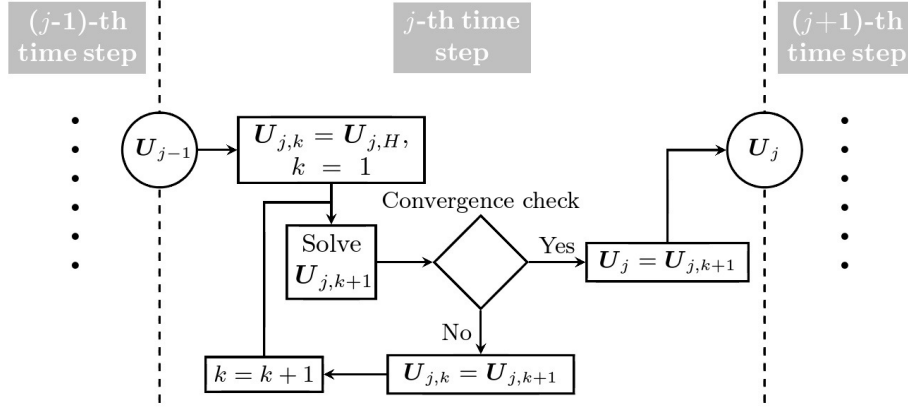 (j-1)-th
time step
j-th time
step
(j+1)-th
time step
U_{j−1}
U_{j,k} = U_{j,H},
k = 1
Convergence check
Solve
U_{j,k+1}
Yes
U_j = U_{j,k+1}
U_j
No
k = k + 1
U_{j,k} = U_{j,k+1}